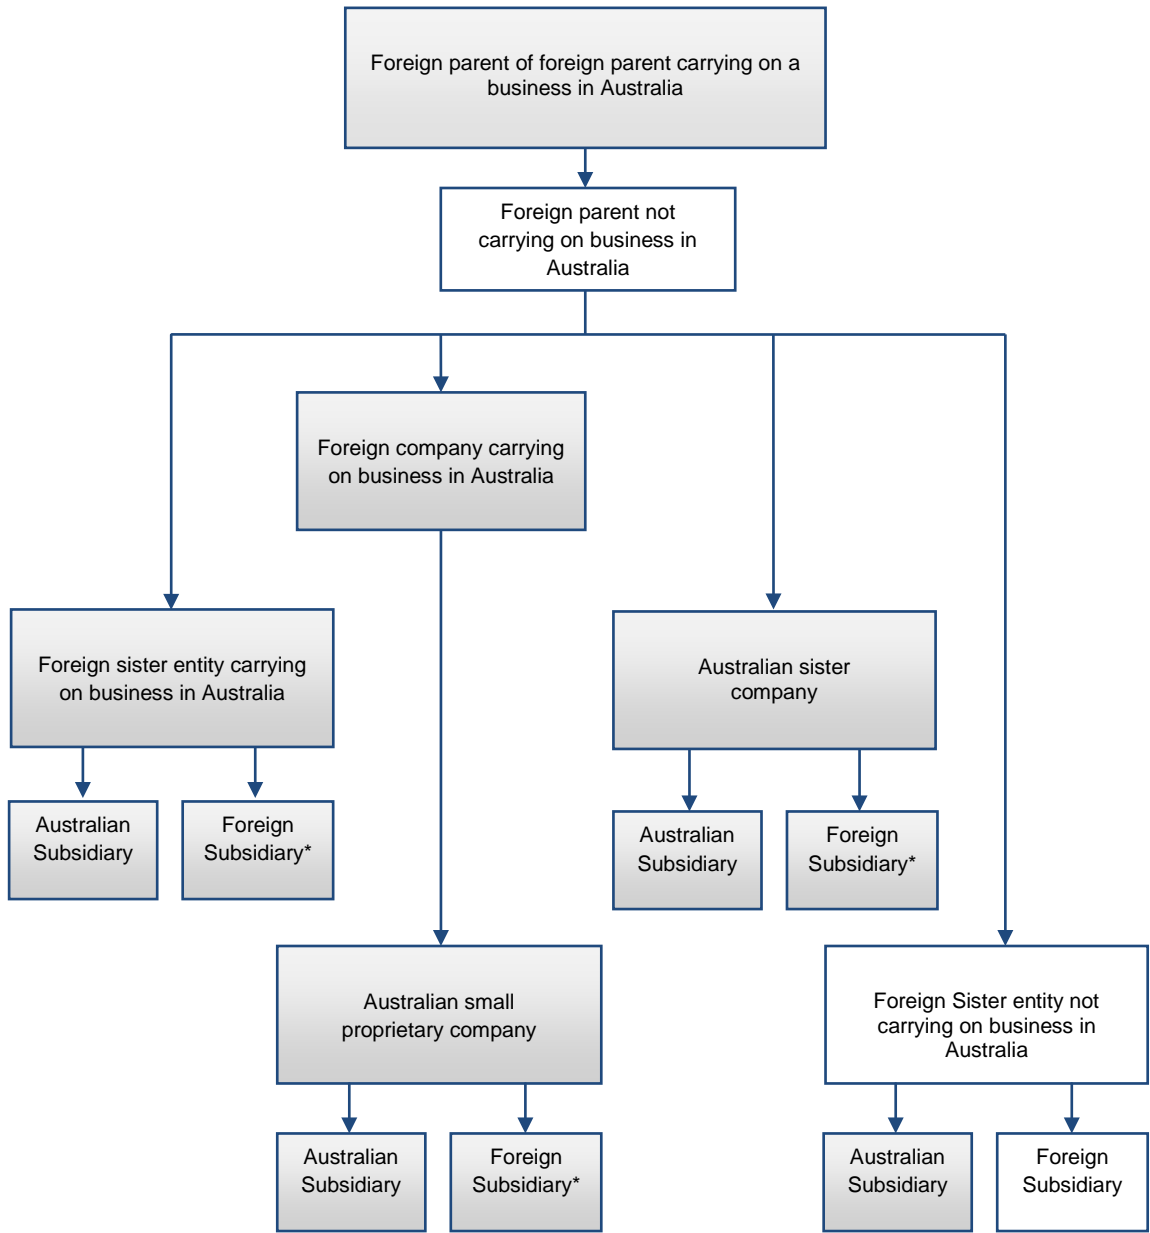 Foreign parent of foreign parent carrying on a
business in Australia
Foreign parent not
carrying on business in
Australia
Foreign company carrying
on business in Australia
Foreign sister entity carrying
on business in Australia
Australian sister
company
Australian
Subsidiary
Foreign
Subsidiary*
Australian
Subsidiary
Foreign
Subsidiary*
Australian small
proprietary company
Foreign Sister entity not
carrying on business in
Australia
Australian
Subsidiary
Foreign
Subsidiary*
Australian
Subsidiary
Foreign
Subsidiary